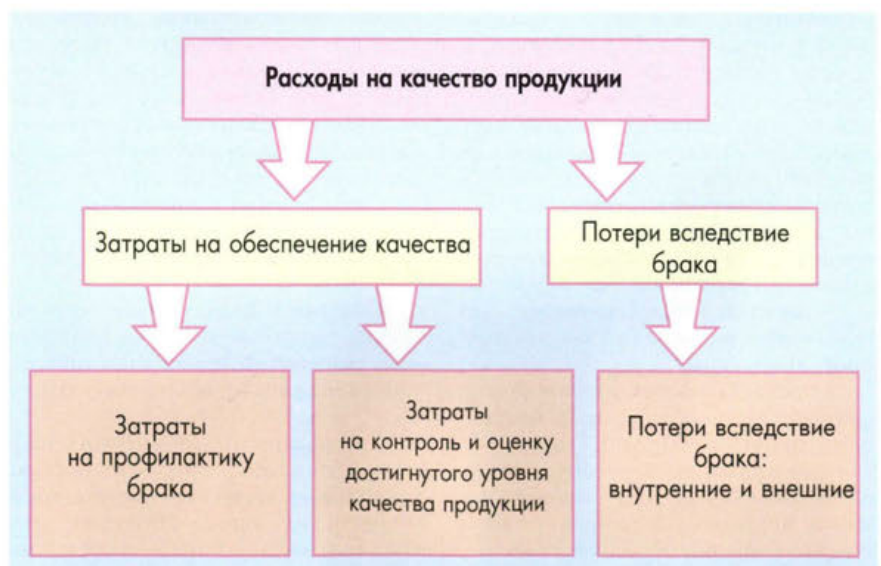 Расходы на качество продукции
Затраты на обеспечение качества
Потери вследствие
брака
Затраты
на профилактику
брака
Затраты
на контроль и оценку
достигнутого уровня
качества продукции
Потери вследствие
брака:
внутренние и внешние